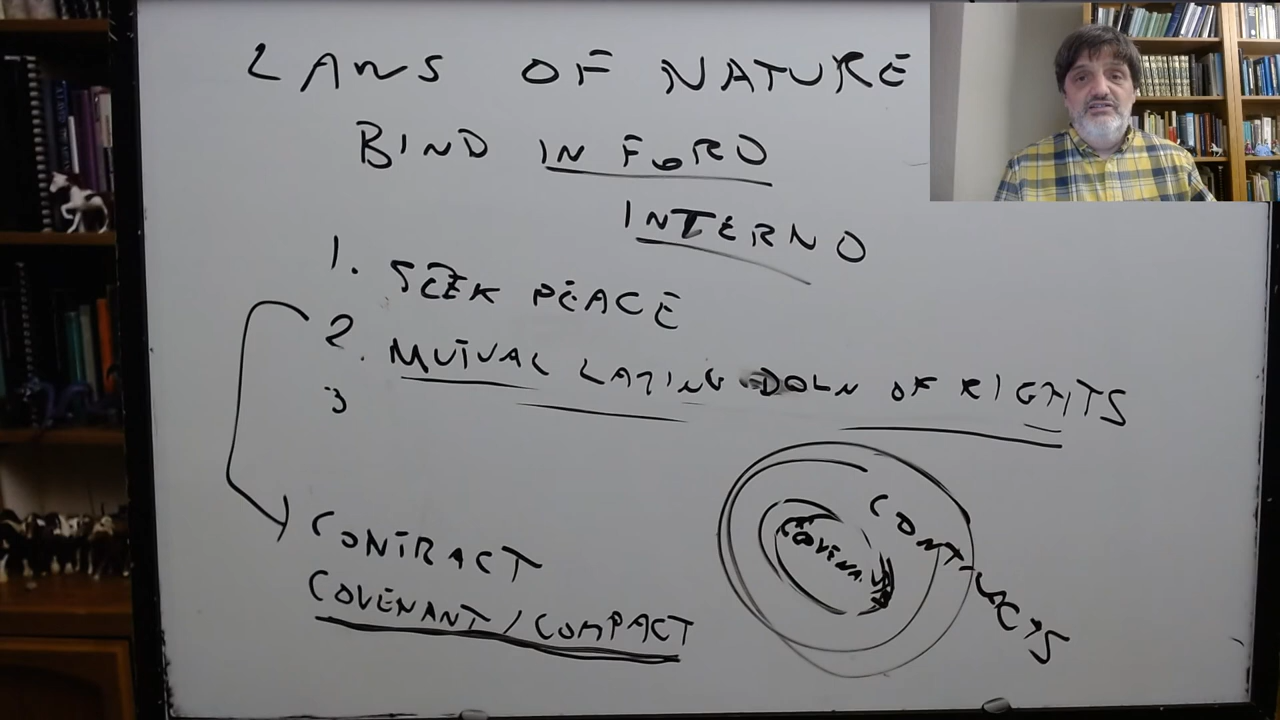 LAWS OF NATURE
BIND IN FORO
INTERNO
1. SEEK PEACE
2. MUTUAL LAYING DOWN OF RIGHTS
3
CONTRACT
COVENANT / COMPACT
CONTRACTS